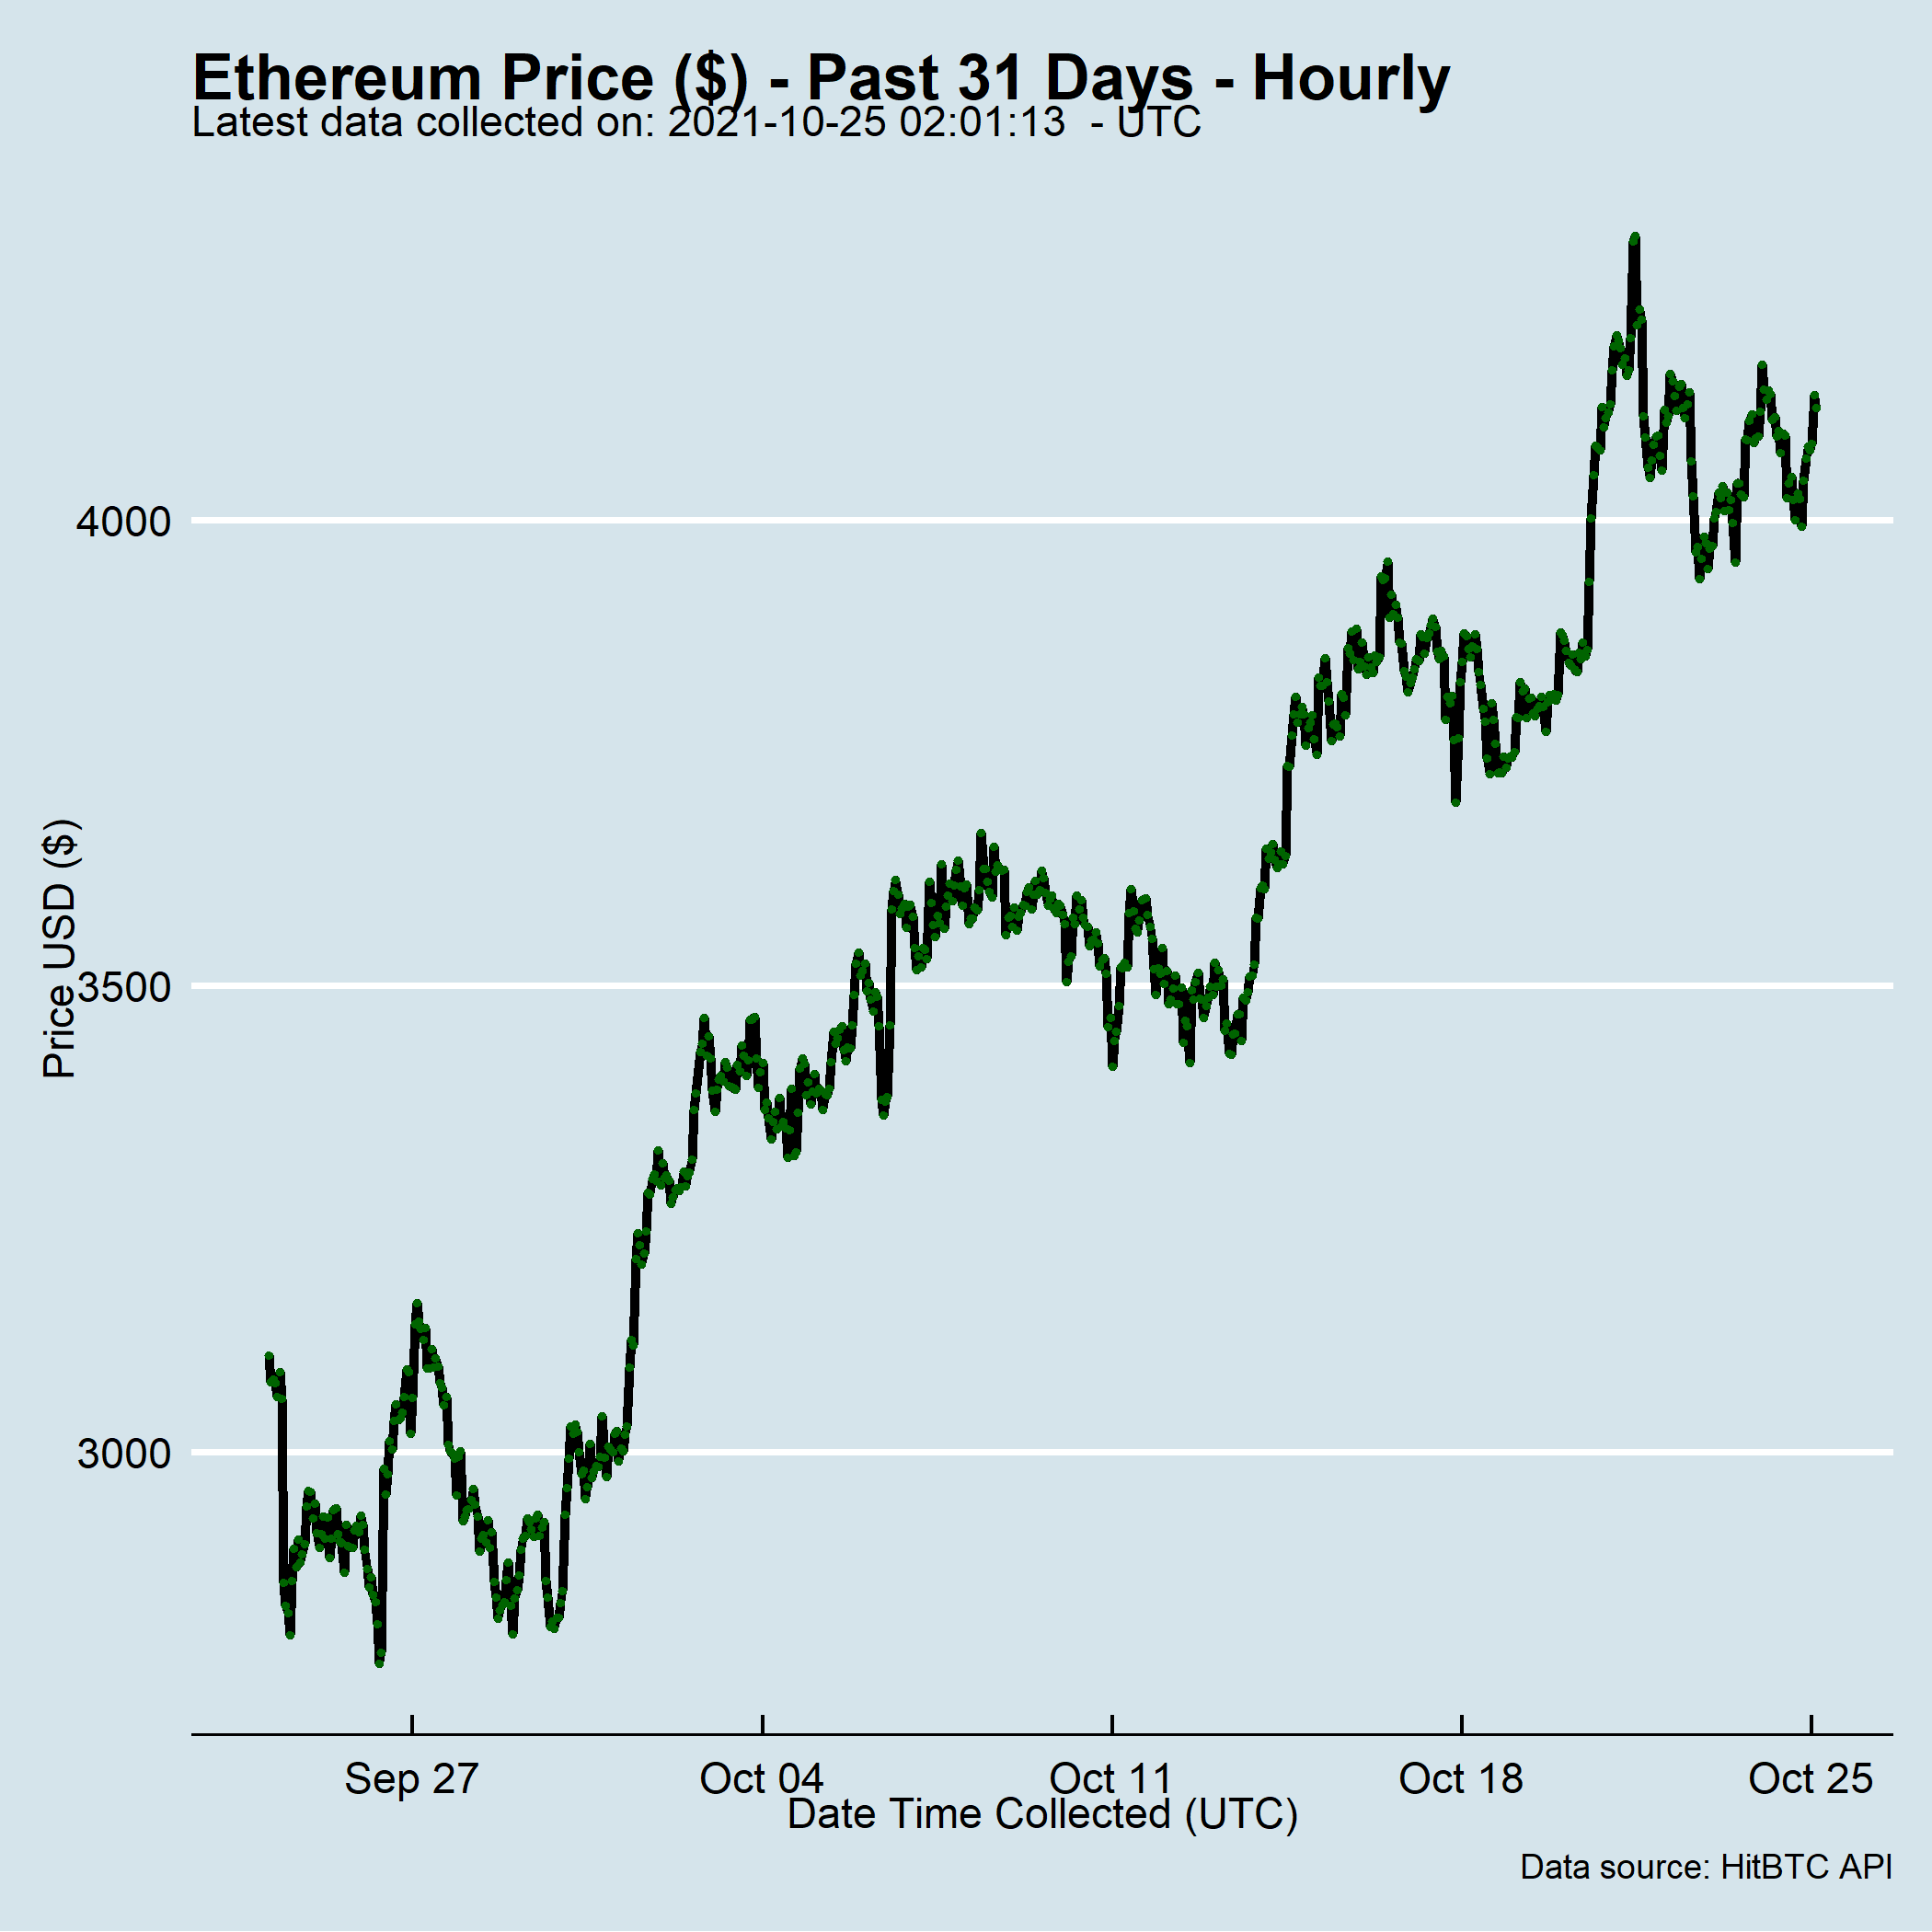 Ethereum Price ($) - Past 31 Days - Hourly
Latest data collected on: 2021-10-25 02:01:13  - UTC
Price USD ($)
4000
3500
3000
Sep 27
Oct 04
Oct 11
Oct 18
Oct 25
Date Time Collected (UTC)
Data source: HitBTC API